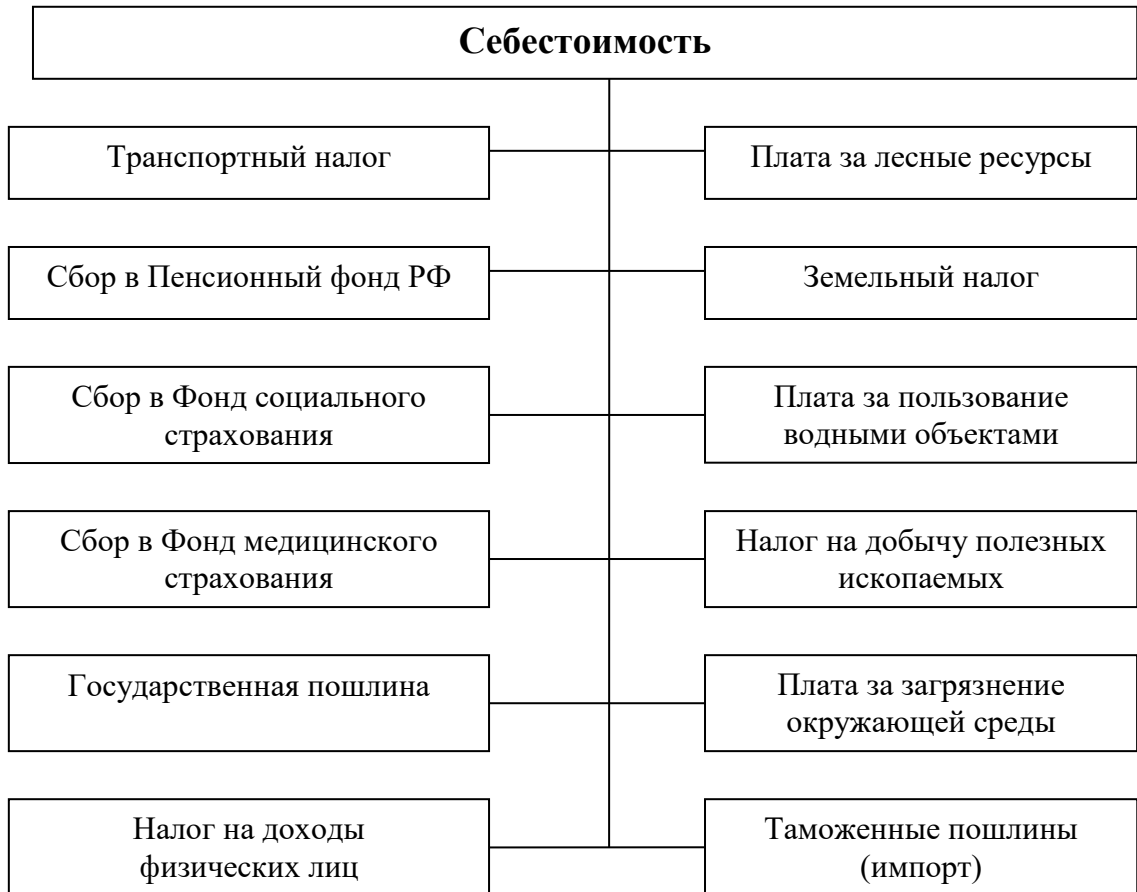 Себестоимость
Транспортный налог
Плата за лесные ресурсы
Сбор в Пенсионный фонд РФ
Земельный налог
Сбор в Фонд социального
страхования
Плата за пользование
водными объектами
Сбор в Фонд медицинского
страхования
Налог на добычу полезных
ископаемых
Государственная пошлина
Плата за загрязнение
окружающей среды
Налог на доходы
физических лиц
Таможенные пошлины
(импорт)